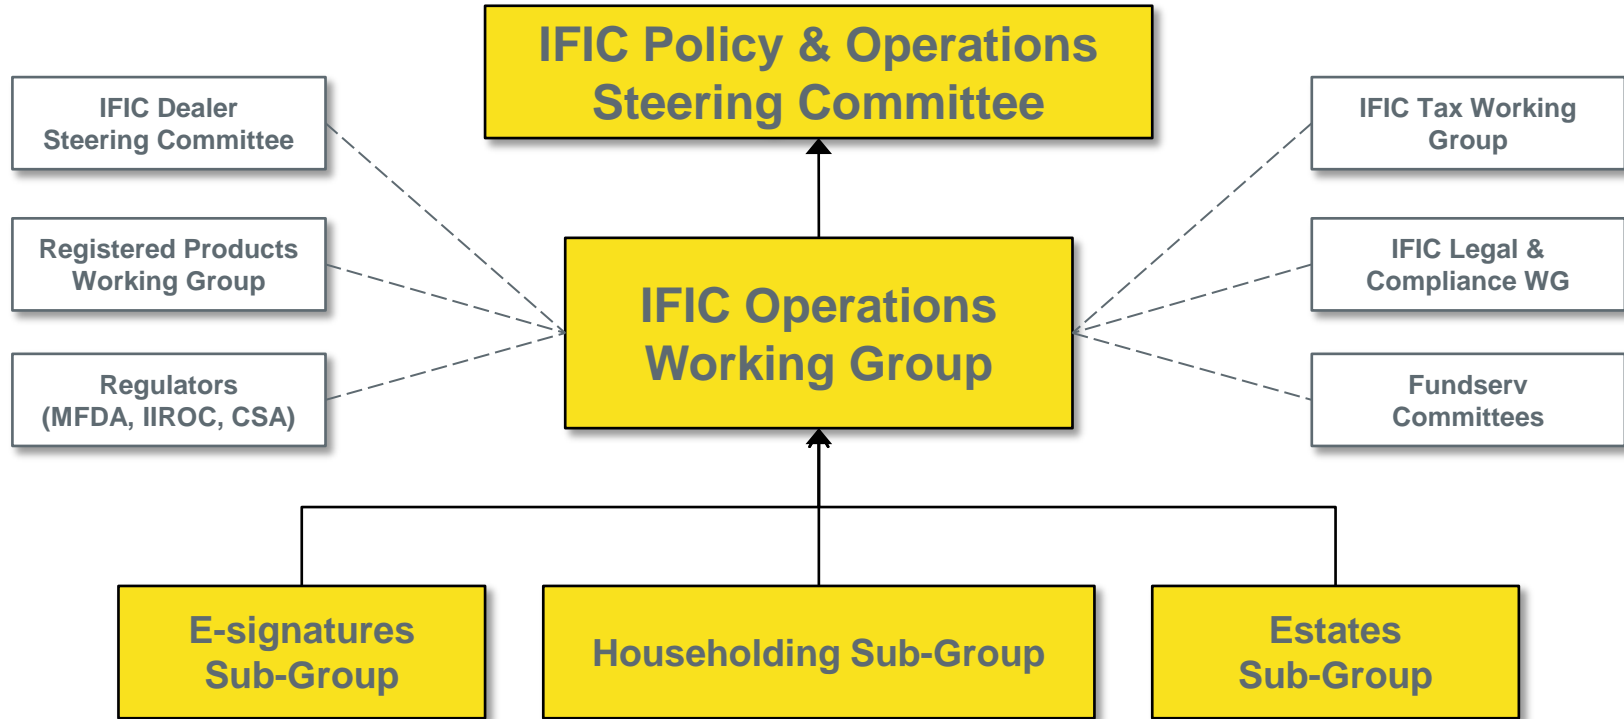 IFIC Policy & Operations
Steering Committee
IFIC Dealer
Steering Committee
IFIC Tax Working
Group
Registered Products
Working Group
IFIC Operations
Working Group
IFIC Legal &
Compliance WG
Regulators
(MFDA, IIROC, CSA)
Fundserv
Committees
E-signatures
Sub-Group
Householding Sub-Group
Estates
Sub-Group